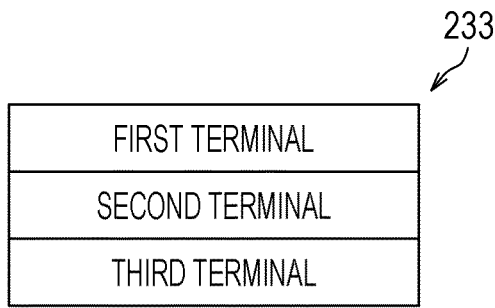 233
FIRST TERMINAL
SECOND TERMINAL
THIRD TERMINAL